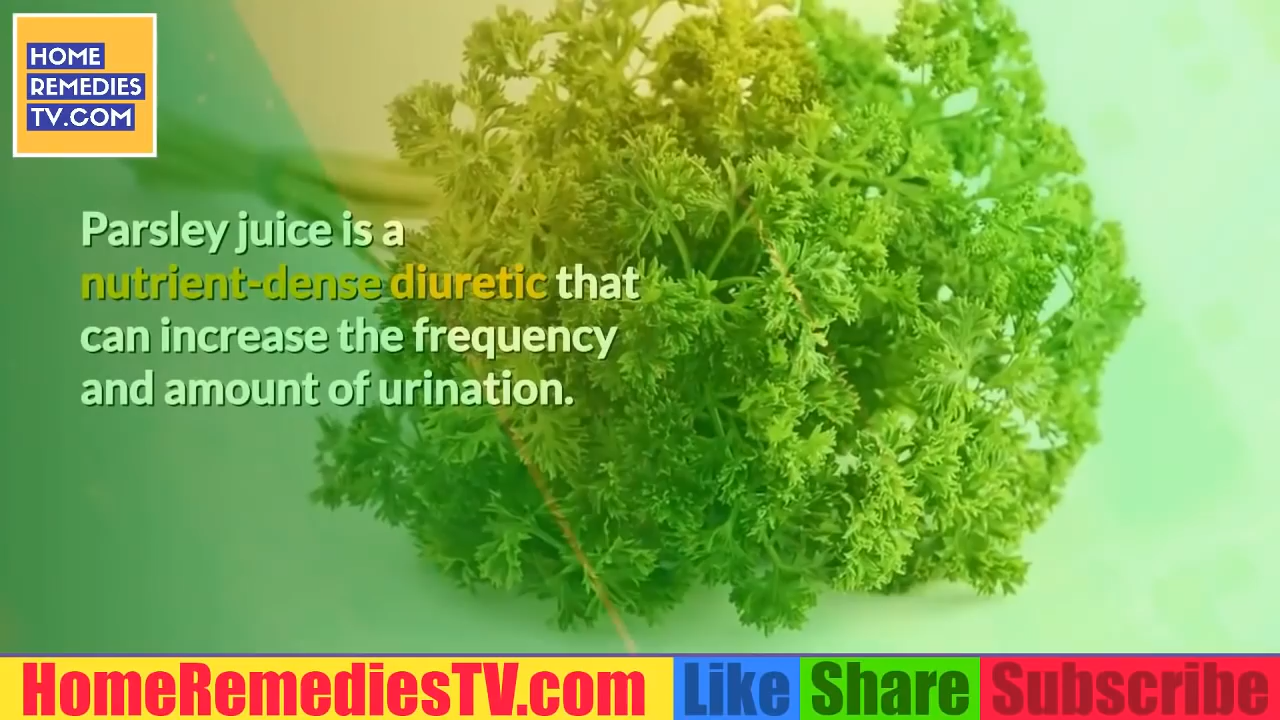 HOME
REMEDIES
TV.COM
Parsley juice is a
nutrient-dense diuretic that
can increase the frequency
and amount of urination.
HomeRemediesTV.com Like Share Subscribe